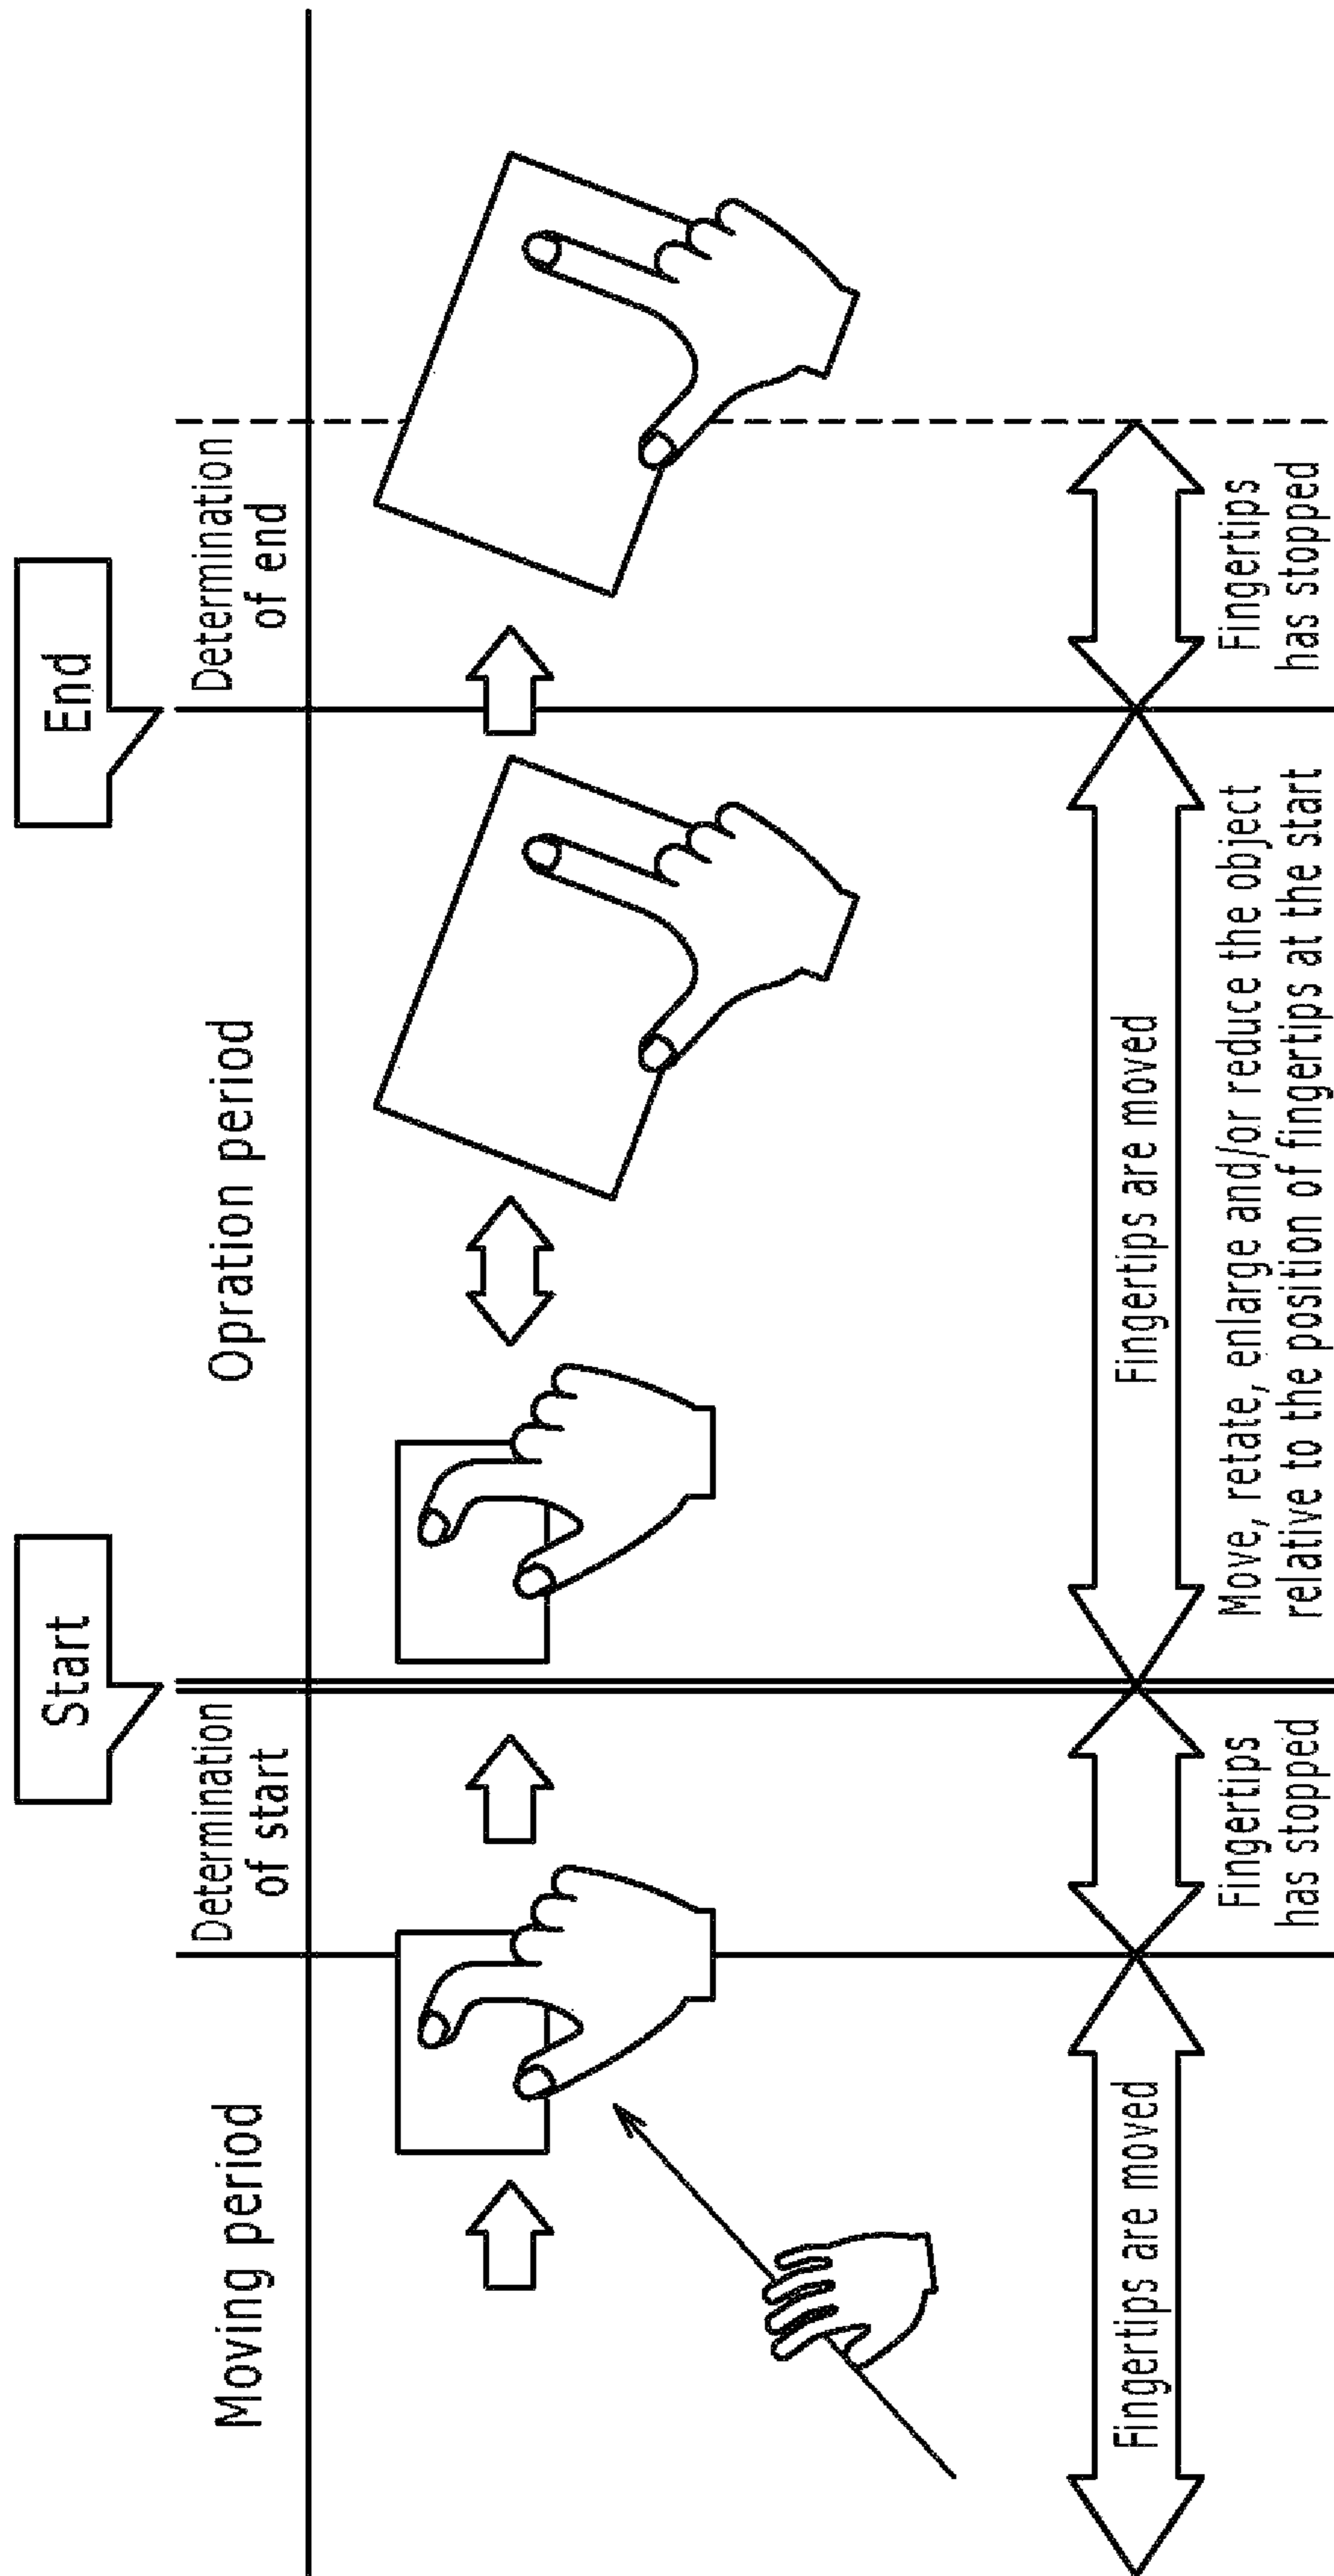 Start
End
Moving period
Determination
of start
Opration period
Determination
of end
Fingertips are moved
Fingertips
has stopped
Fingertips are moved
Move, retate, enlarge and/or reduce the object
relative to the position of fingertips at the start
Fingertips
has stopped